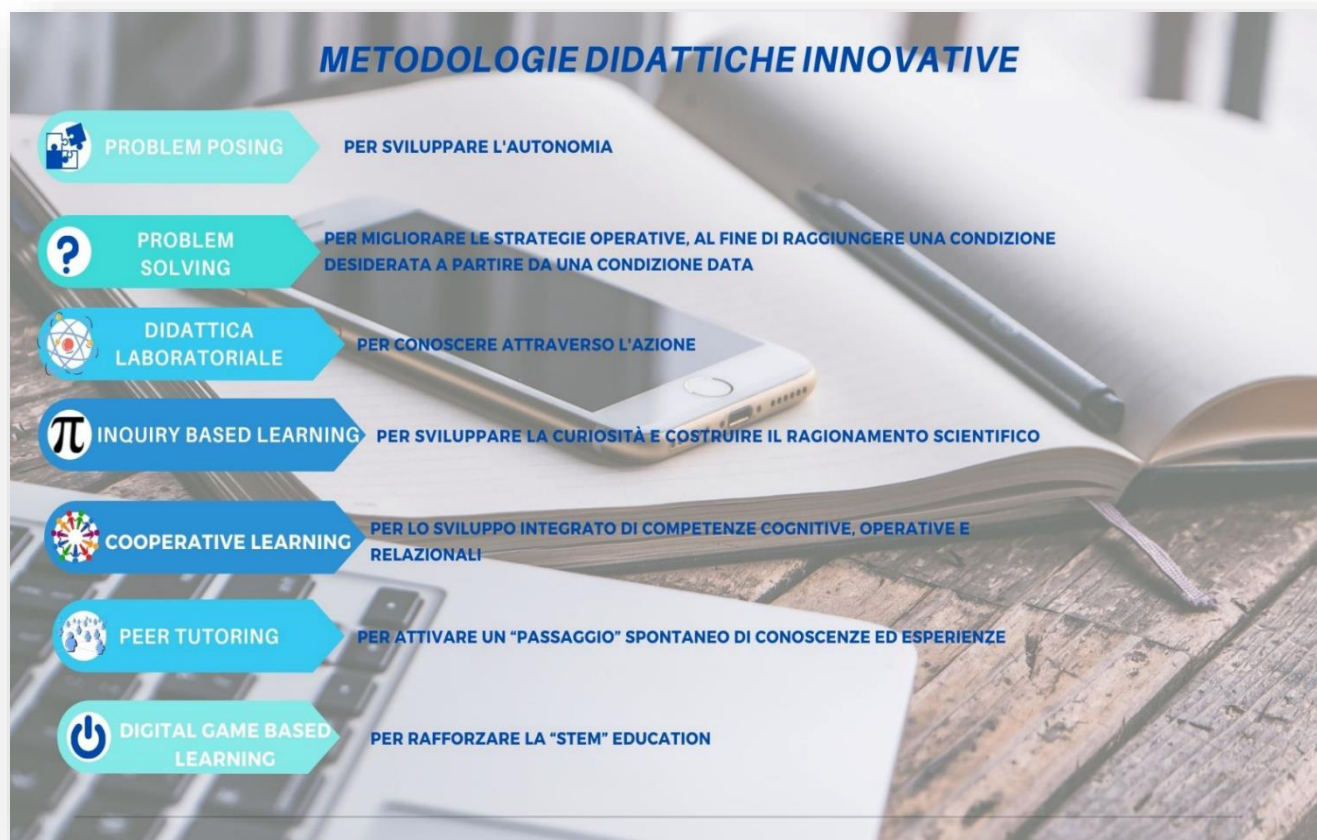 METODOLOGIE DIDATTICHE INNOVATIVE
PROBLEM POSING
PER SVILUPPARE L'AUTONOMIA
PROBLEM
SOLVING
PER MIGLIORARE LE STRATEGIE OPERATIVE, AL FINE DI RAGGIUNGERE UNA CONDIZIONE
DESIDERATA A PARTIRE DA UNA CONDIZIONE DATA
DIDATTICA
LABORATORIALE
PER CONOSCERE ATTRAVERSO L'AZIONE
π
INQUIRY BASED LEARNING
PER SVILUPPARE LA CURIOSITÀ E COSTRUIRE IL RAGIONAMENTO SCIENTIFICO
COOPERATIVE LEARNING
PER LO SVILUPPO INTEGRATO DI COMPETENZE COGNITIVE, OPERATIVE E
RELAZIONALI
PEER TUTORING
PER ATTIVARE UN “PASSAGGIO” SPONTANEO DI CONOSCENZE ED ESPERIENZE
DIGITAL GAME BASED
LEARNING
PER RAFFORZARE LA “STEM” EDUCATION